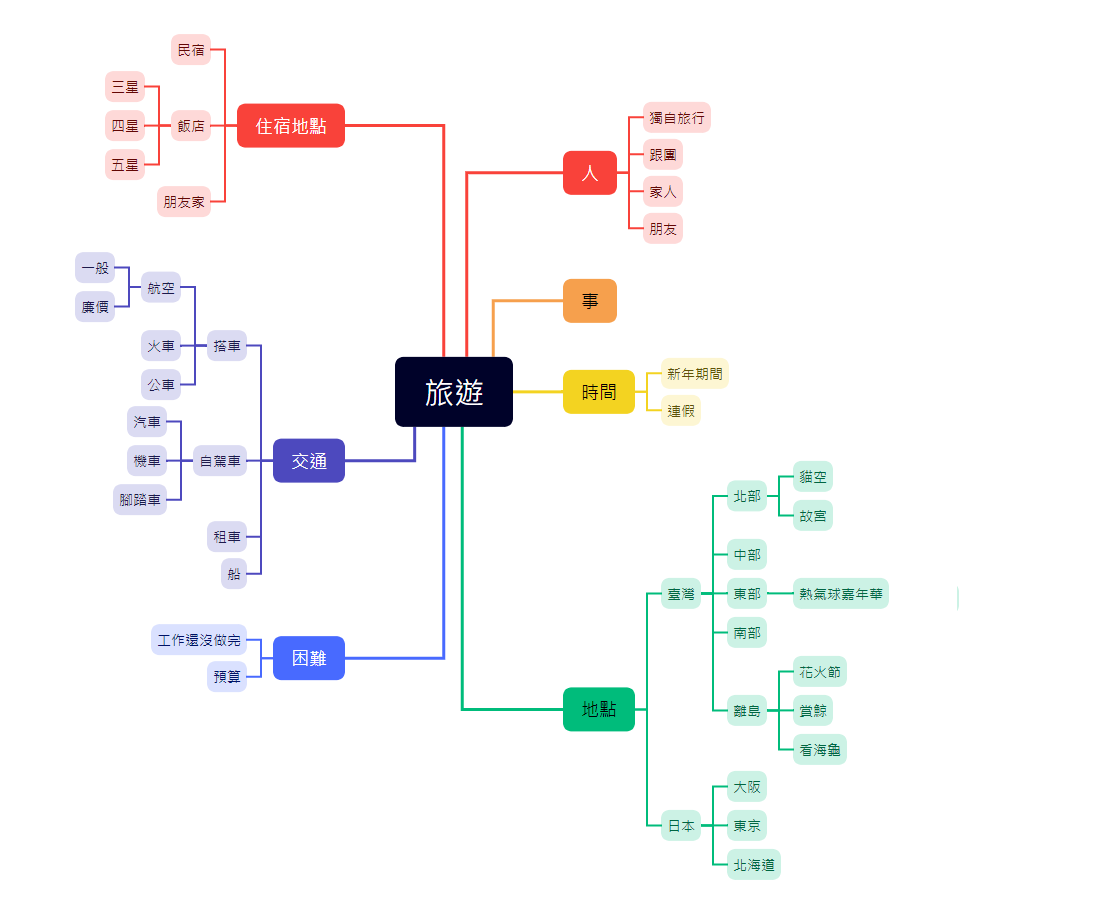 旅遊
住宿地點
民宿
飯店
三星
四星
五星
朋友家
交通
搭車
航空
一般
廉價
火車
公車
自駕車
汽車
機車
腳踏車
租車
船
困難
工作還沒做完
預算
人
獨自旅行
跟團
家人
朋友
事
時間
新年期間
連假
地點
臺灣
北部
貓空
故宮
中部
東部
熱氣球嘉年華
南部
離島
花火節
賞鯨
看海龜
日本
大阪
東京
北海道